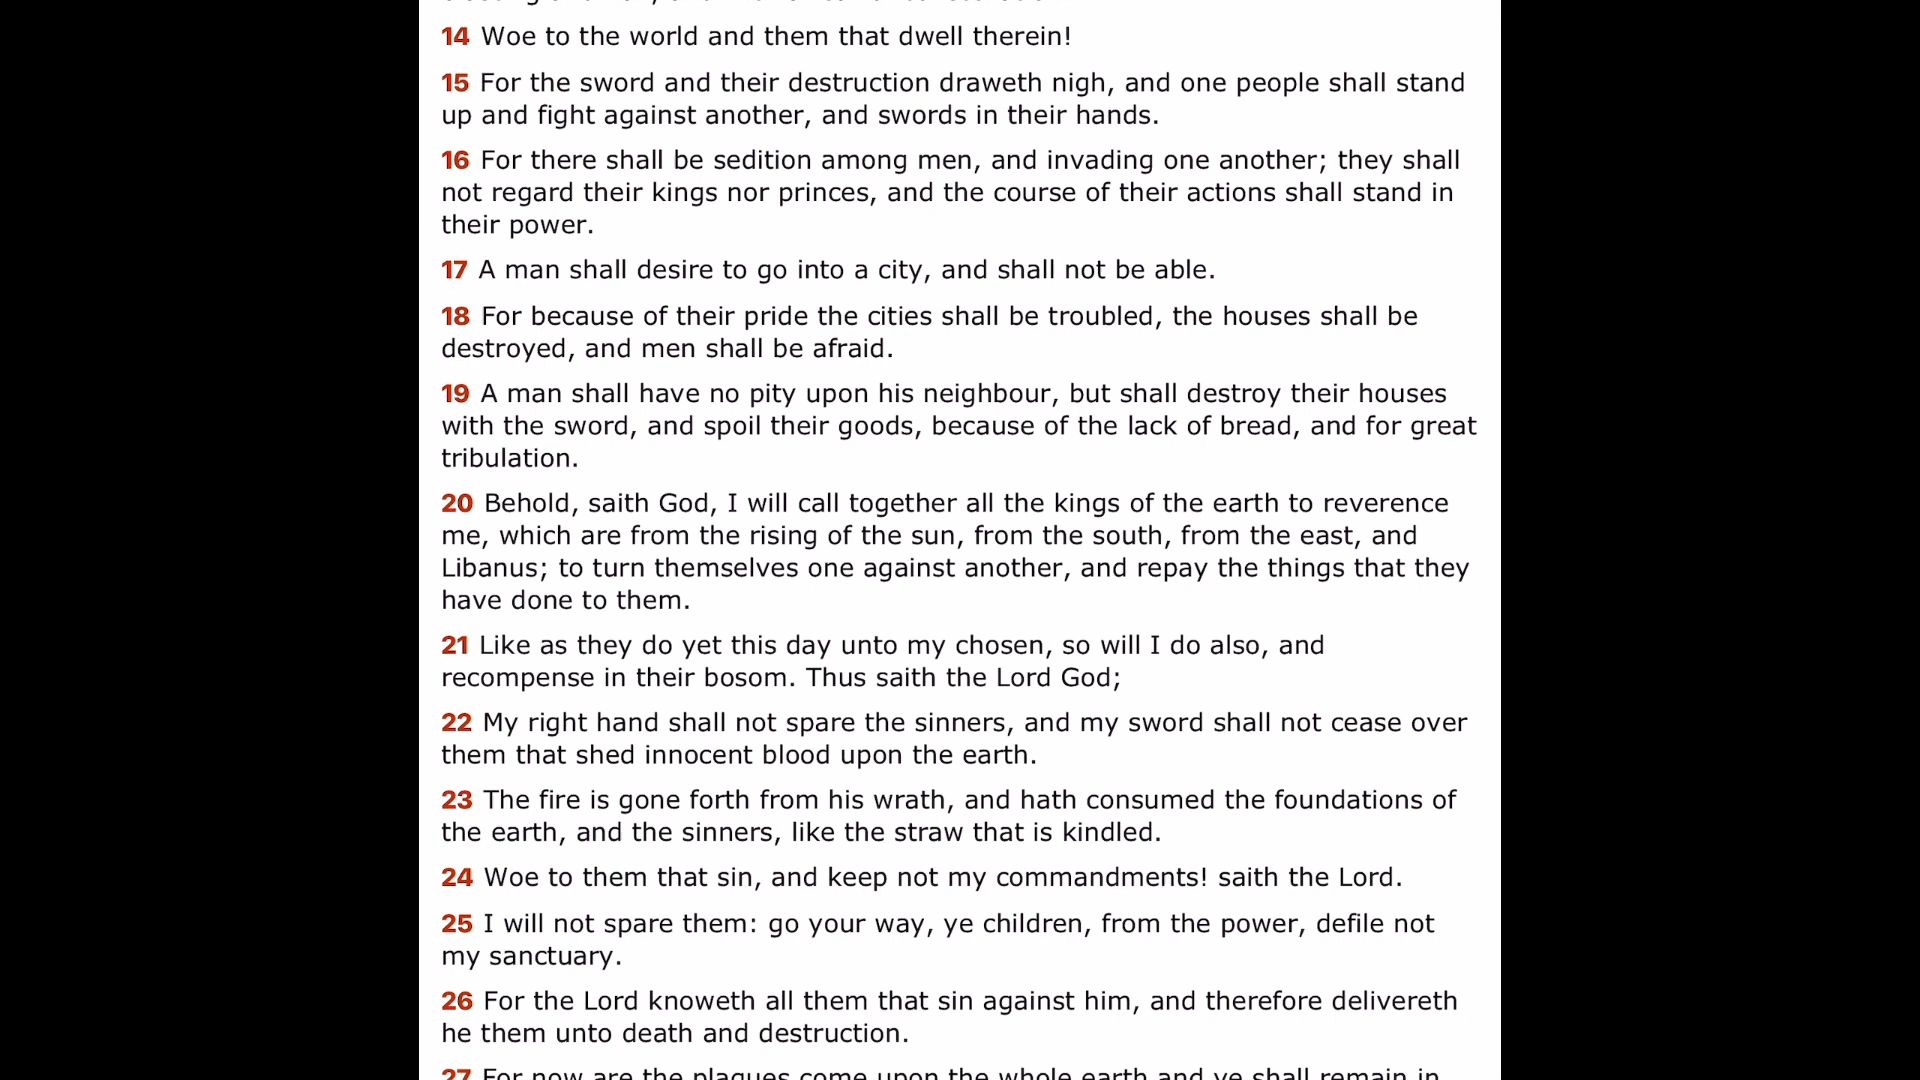 14 Woe to the world and them that dwell therein!
15 For the sword and their destruction draweth nigh, and one people shall stand
up and fight against another, and swords in their hands.
16 For there shall be sedition among men, and invading one another; they shall
not regard their kings nor princes, and the course of their actions shall stand in
their power.
17 A man shall desire to go into a city, and shall not be able.
18 For because of their pride the cities shall be troubled, the houses shall be
destroyed, and men shall be afraid.
19 A man shall have no pity upon his neighbour, but shall destroy their houses
with the sword, and spoil their goods, because of the lack of bread, and for great
tribulation.
20 Behold, saith God, I will call together all the kings of the earth to reverence
me, which are from the rising of the sun, from the south, from the east, and
Libanus; to turn themselves one against another, and repay the things that they
have done to them.
21 Like as they do yet this day unto my chosen, so will I do also, and
recompense in their bosom. Thus saith the Lord God;
22 My right hand shall not spare the sinners, and my sword shall not cease over
them that shed innocent blood upon the earth.
23 The fire is gone forth from his wrath, and hath consumed the foundations of
the earth, and the sinners, like the straw that is kindled.
24 Woe to them that sin, and keep not my commandments! saith the Lord.
25 I will not spare them: go your way, ye children, from the power, defile not
my sanctuary.
26 For the Lord knoweth all them that sin against him, and therefore delivereth
he them unto death and destruction.
27 For now are the plagues come upon the whole earth and ye shall remain in